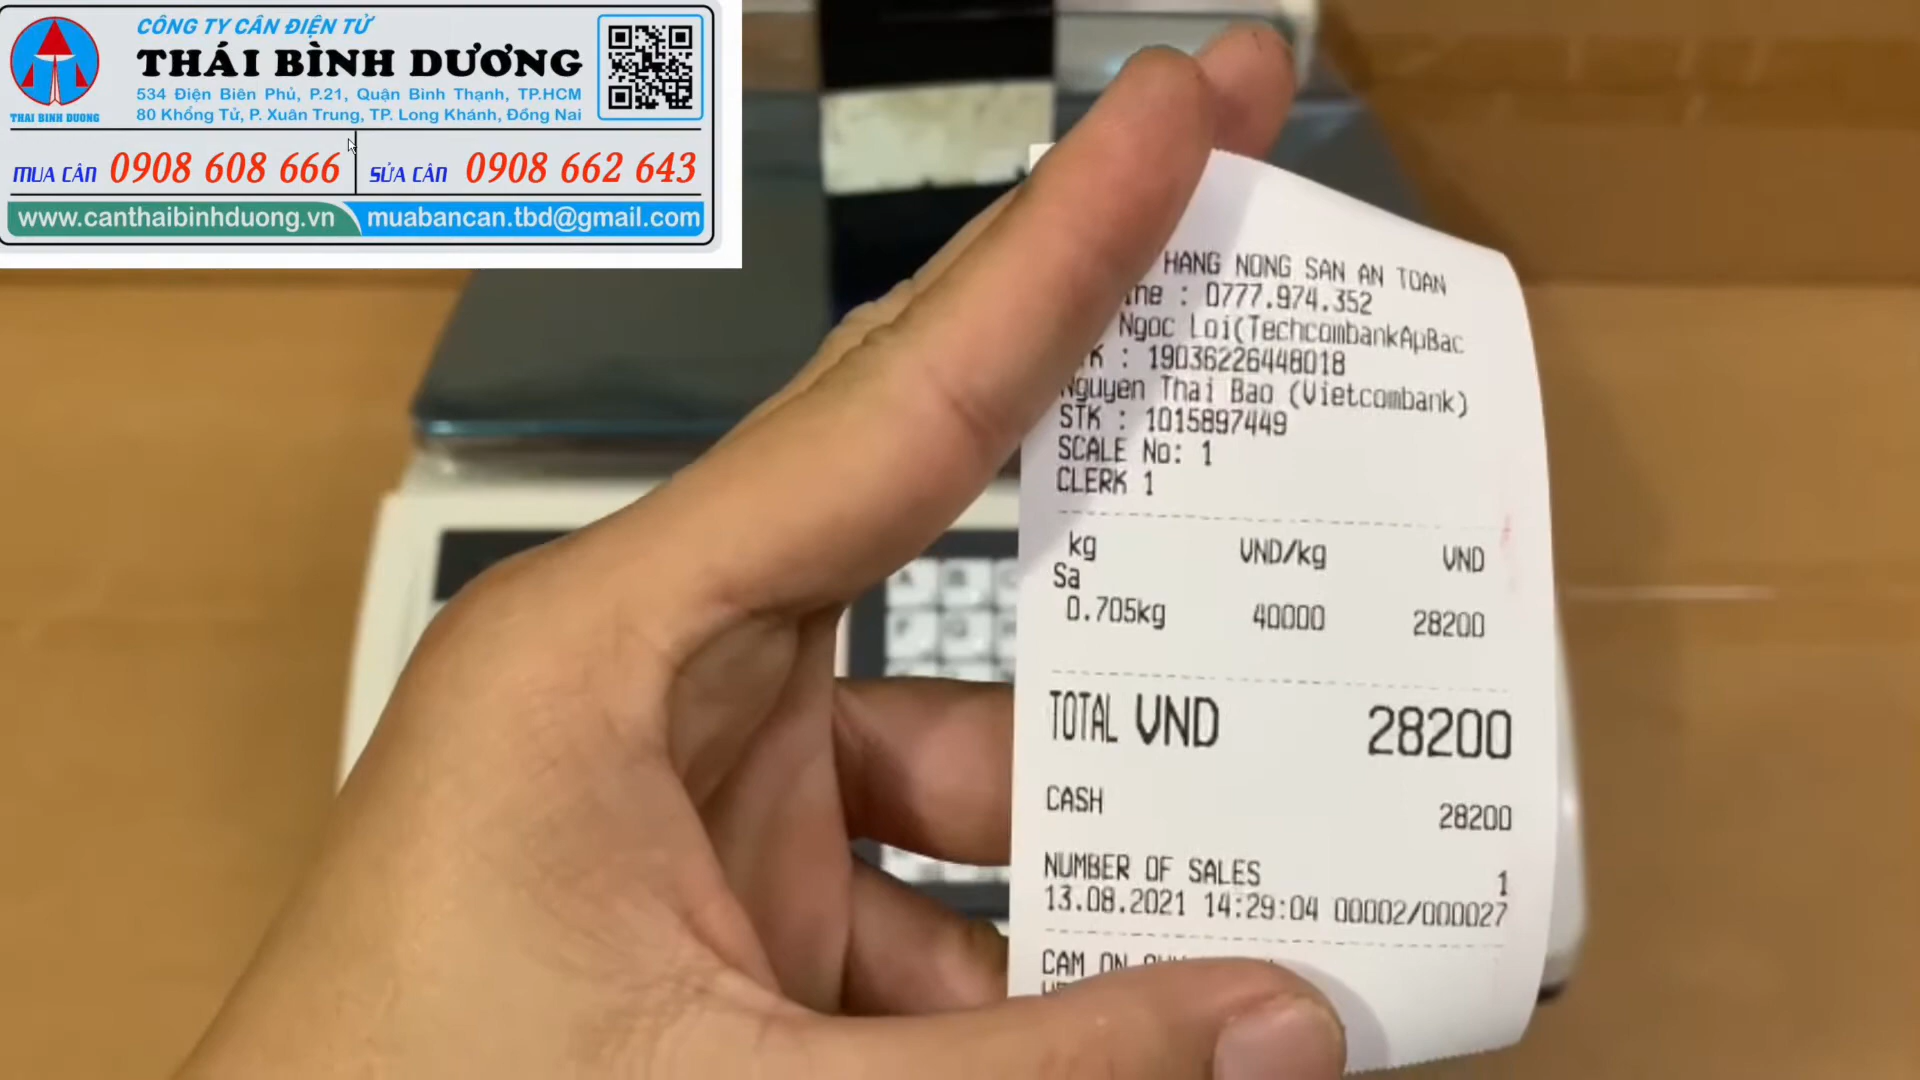 CÔNG TY CÂN ĐIỆN TỬ
THÁI BÌNH DƯƠNG
534 Điện Biên Phủ, P.21, Quận Bình Thạnh, TP.HCM
80 Khổng Tử, P. Xuân Trung, TP. Long Khánh, Đồng Nai
THAI BINH DUONG
MUA CÂN 0908 608 666
SỬA CÂN 0908 662 643
www.canthaibinhduong.vn
muabancan.tbd@gmail.com
HANG NONG SAN AN TOAN
: 0777.974.352
Ngoc Loi(TechcombankApBac
: 19036226448018
Nguyen Thai Bao (Vietcombank)
STK : 1015897449
SCALE No: 1
CLERK 1
kg VND/kg VND
Sa
0.705kg 40000 28200
TOTAL VND 28200
CASH 28200
NUMBER OF SALES 1
13.08.2021 14:29:04 00002/000027
CAM ON
A B C
F G H